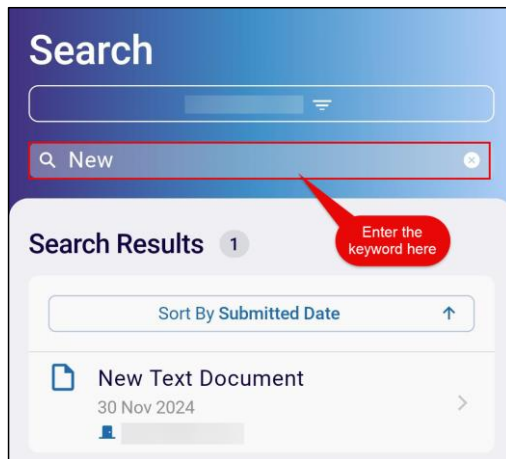 Search
New
Enter the
keyword here
Search Results 1
Sort By Submitted Date
New Text Document
30 Nov 2024